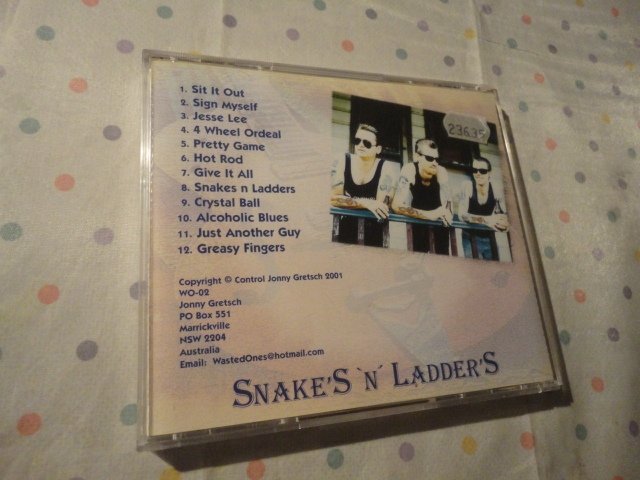 1. Sit It Out
2. Sign Myself
3. Jesse Lee
4. 4 Wheel Ordeal
5. Pretty Game
6. Hot Rod
7. Give It All
8. Snakes n Ladders
9. Crystal Ball
10. Alcoholic Blues
11. Just Another Guy
12. Greasy Fingers
23635
Copyright © Control Jonny Gretsch 2001
WO-02
Jonny Gretsch
PO Box 551
Marrickville
NSW 2204
Australia
Email: WastedOnes@hotmail.com
SNAKE'S `N´ LADDER'S